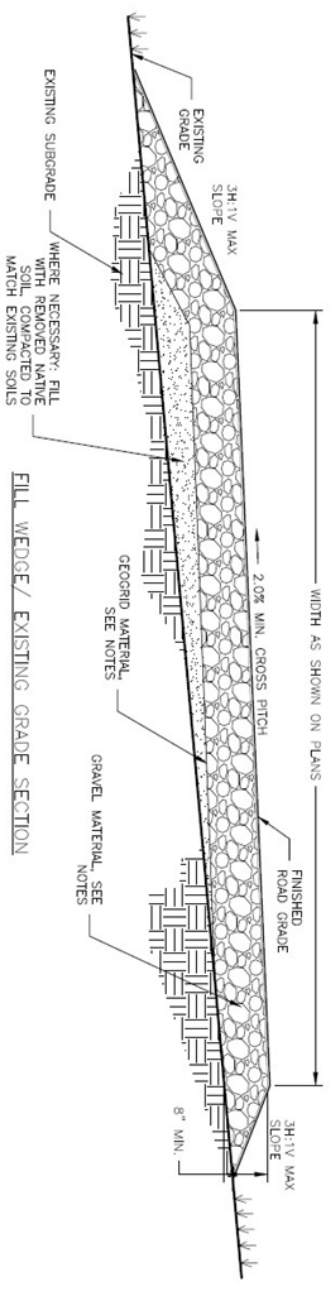 WIDTH AS SHOWN ON PLANS
3H:1V MAX
SLOPE
2.0% MIN. CROSS PITCH
FINISHED
ROAD GRADE
3H:1V MAX
SLOPE
EXISTING
GRADE
8" MIN.
EXISTING SUBGRADE
WHERE NECESSARY: FILL
WITH REMOVED NATIVE
SOIL, COMPACTED TO
MATCH EXISTING SOILS
GEOGRID MATERIAL,
SEE NOTES
GRAVEL MATERIAL, SEE
NOTES
FILL WEDGE/ EXISTING GRADE SECTION